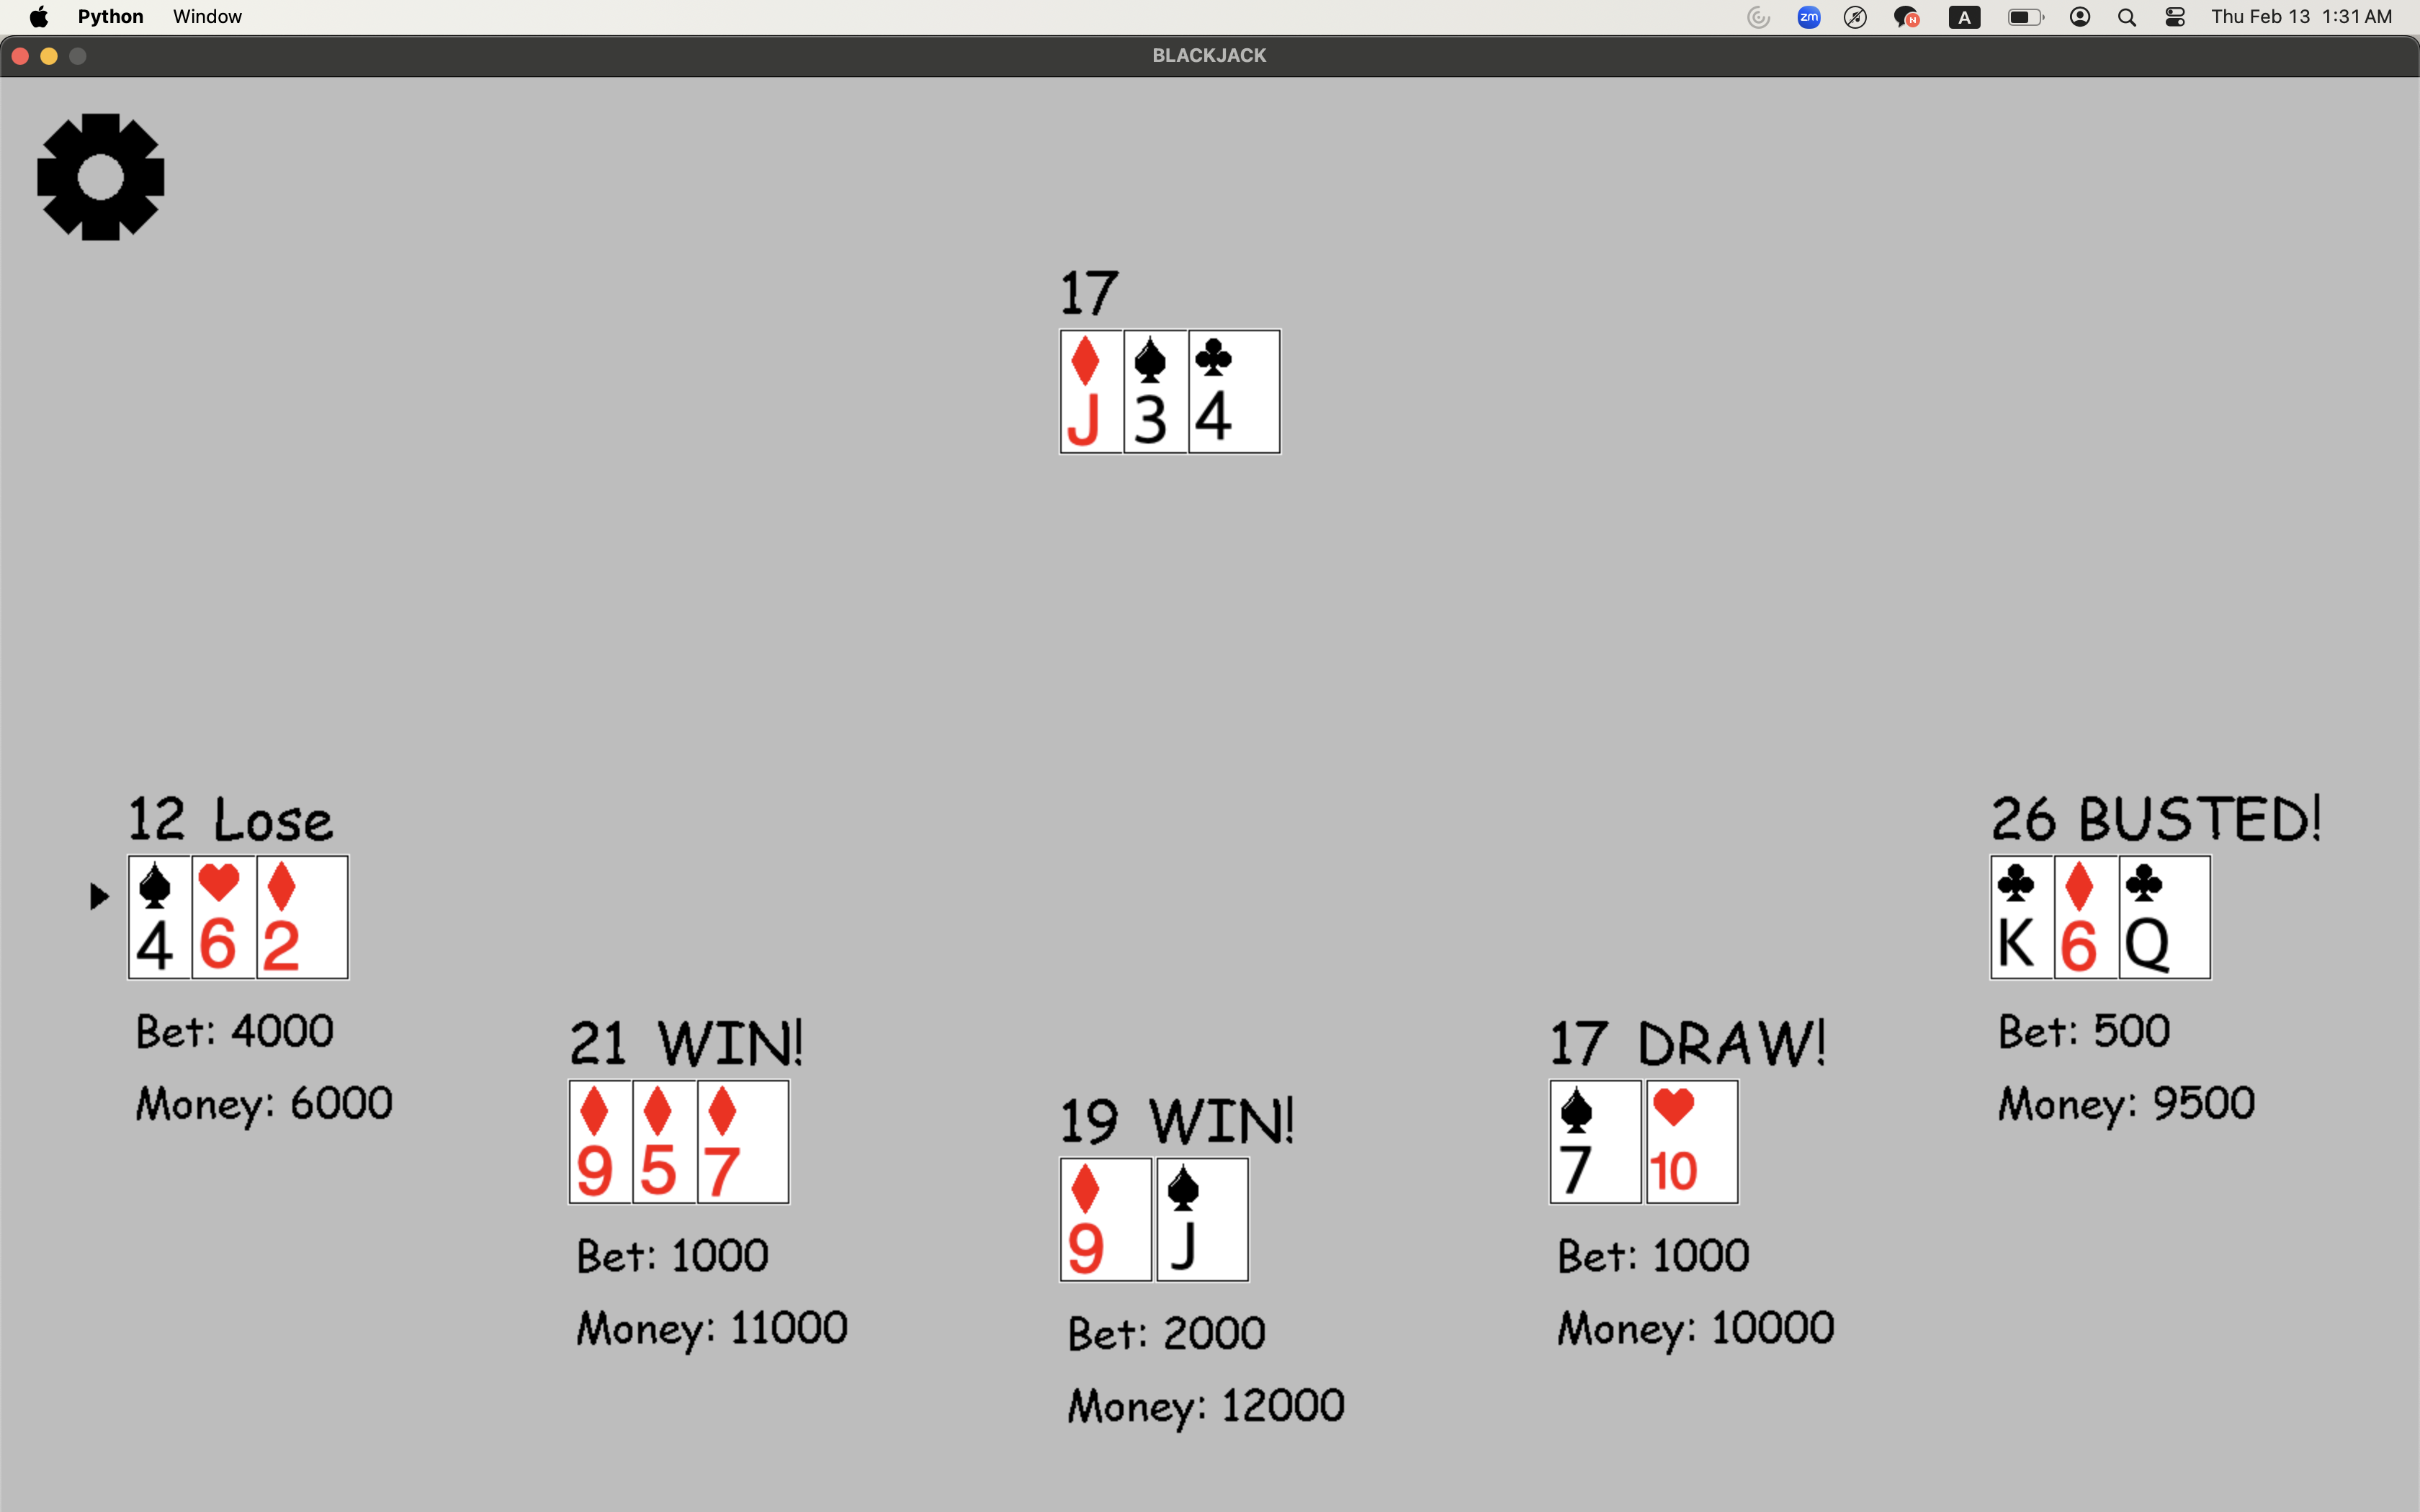 Python Window zm N A Thu Feb 13 1:31 AM
BLACKJACK
17
J 3 4
12 Lose
4 6 2
Bet: 4000
Money: 6000
21 WIN!
9 5 7
Bet: 1000
Money: 11000
19 WIN!
9 J
Bet: 2000
Money: 12000
17 DRAW!
7 10
Bet: 1000
Money: 10000
26 BUSTED!
K 6 Q
Bet: 500
Money: 9500